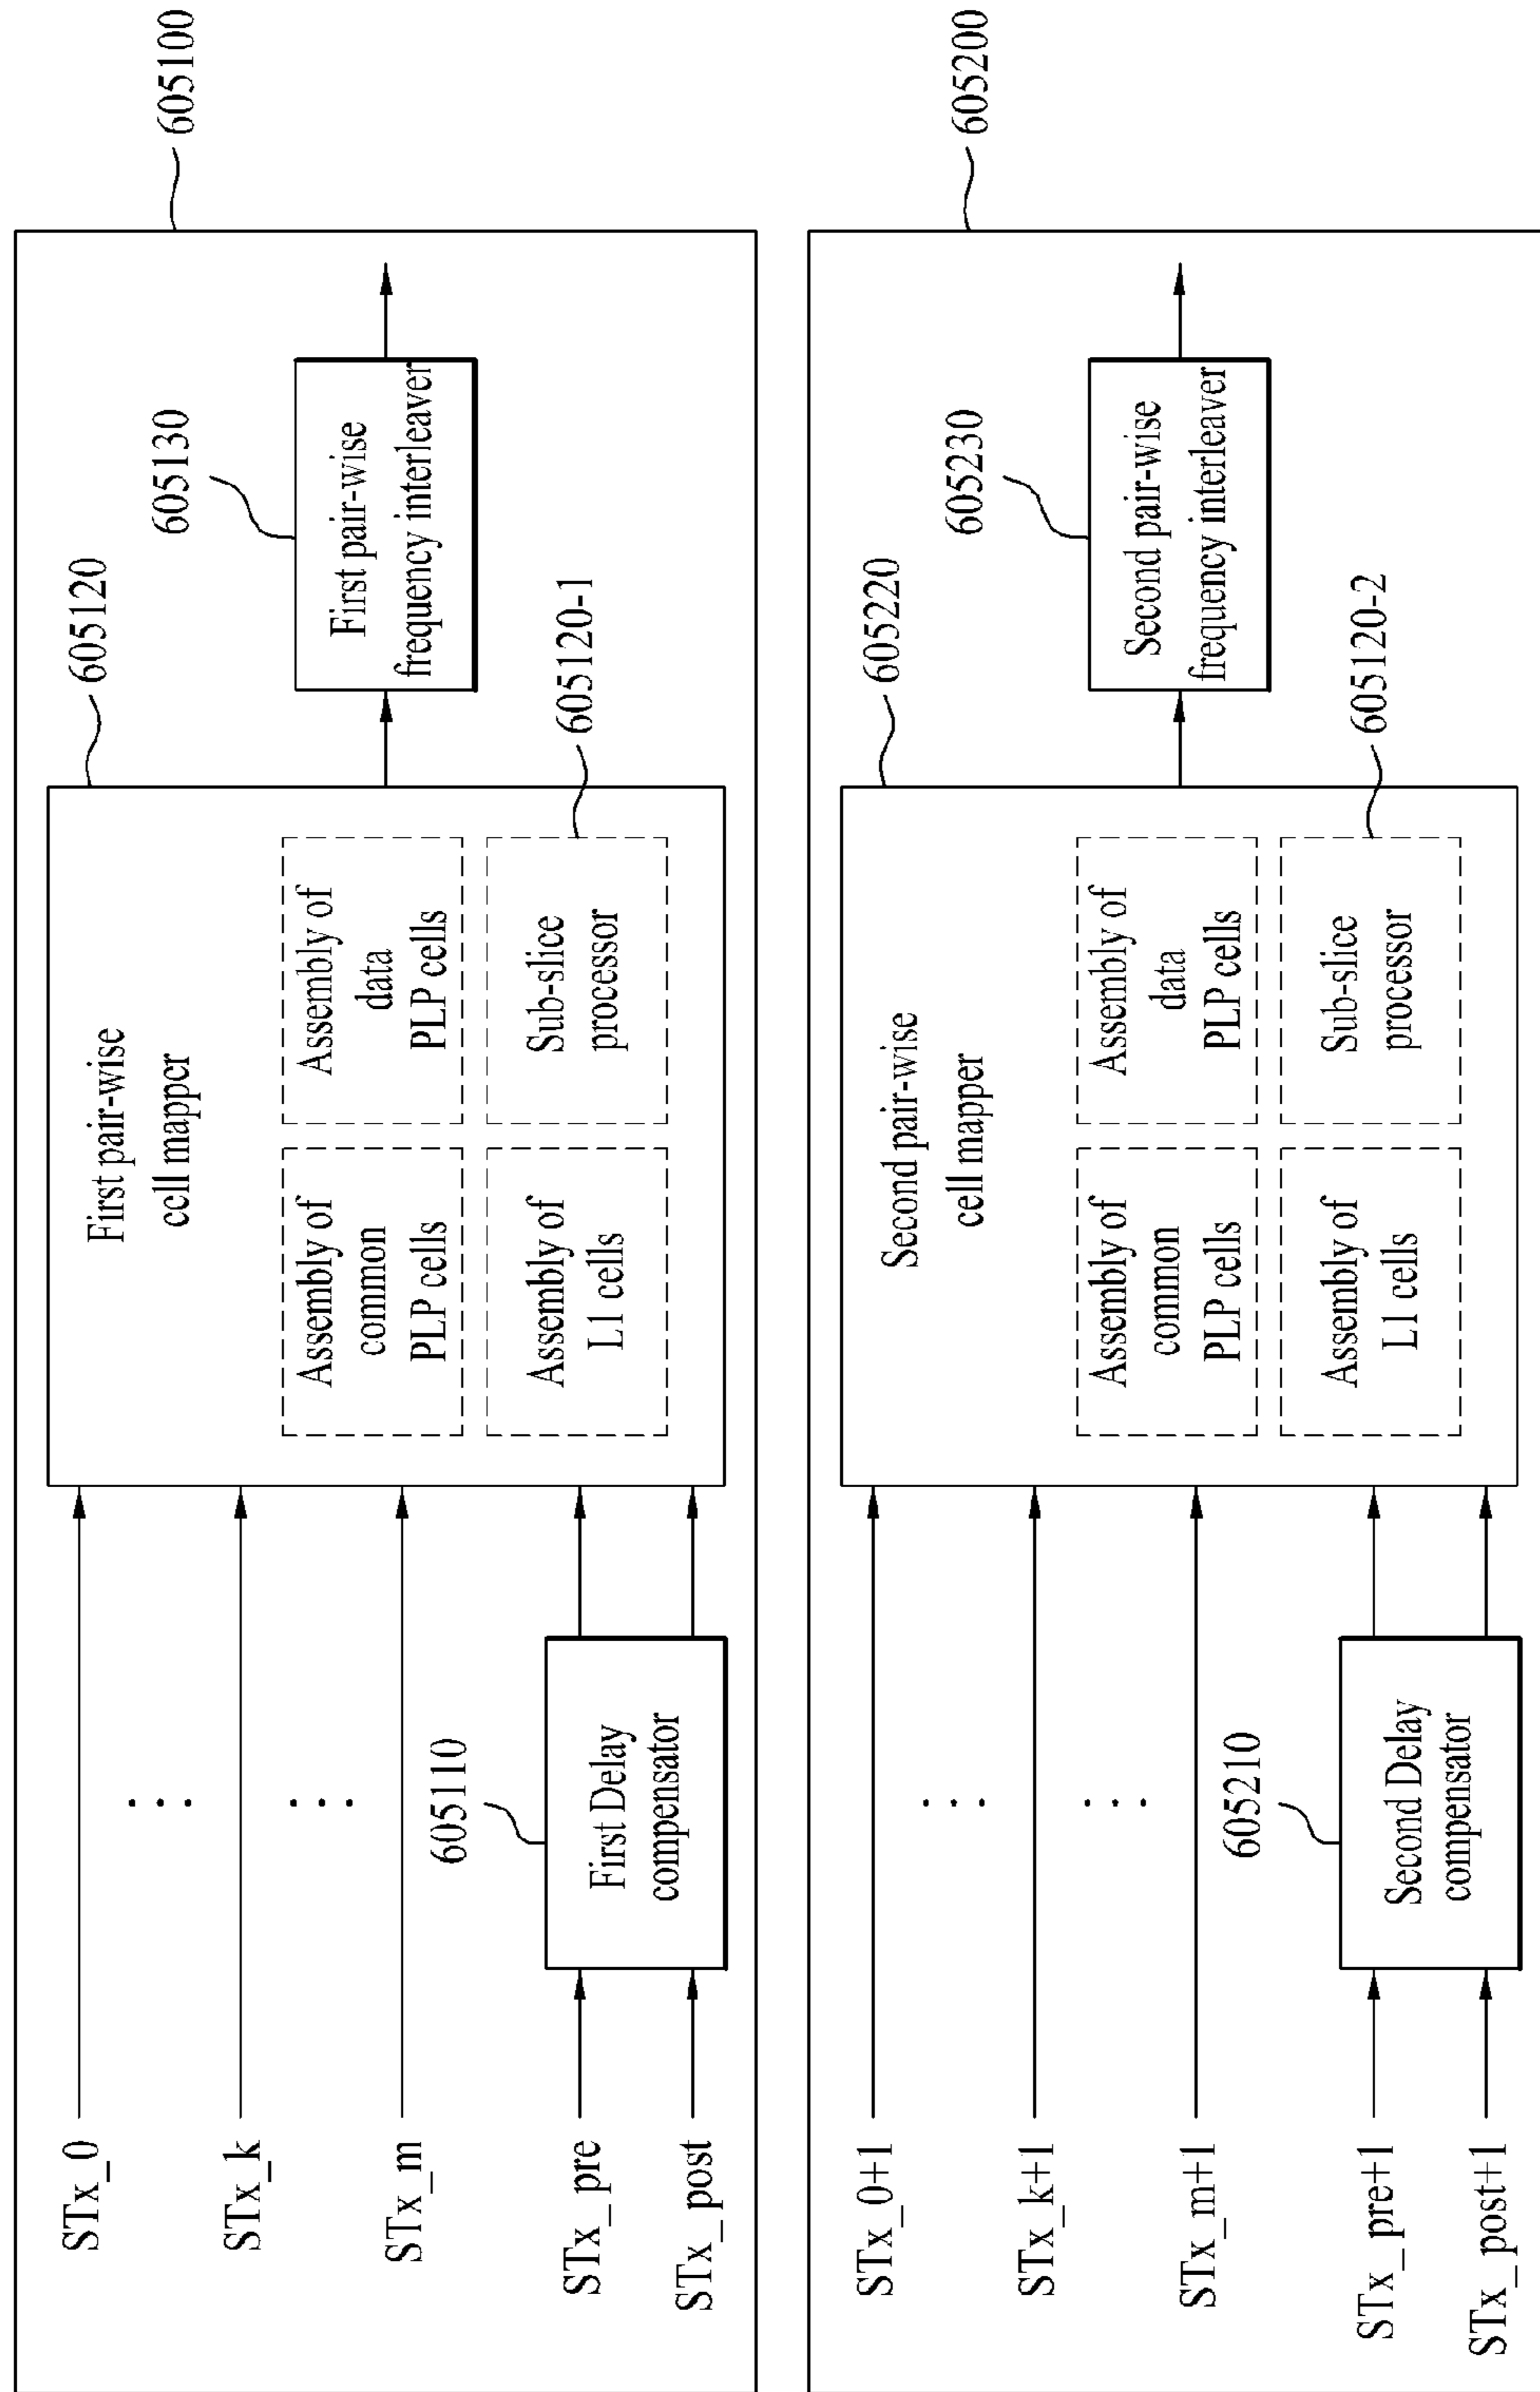 605100
STx_0
STx_k
STx_m
STx_pre
STx_post
605110
First Delay
compensator
605120
First pair-wise
cell mapper
Assembly of
common
PLP cells
Assembly of
data
PLP cells
Assembly of
L1 cells
Sub-slice
processor
605120-1
605130
First pair-wise
frequency interleaver
605200
STx_0+1
STx_k+1
STx_m+1
STx_pre+1
STx_post+1
605210
Second Delay
compensator
605220
Second pair-wise
cell mapper
Assembly of
common
PLP cells
Assembly of
data
PLP cells
Assembly of
L1 cells
Sub-slice
processor
605120-2
605230
Second pair-wise
frequency interleaver